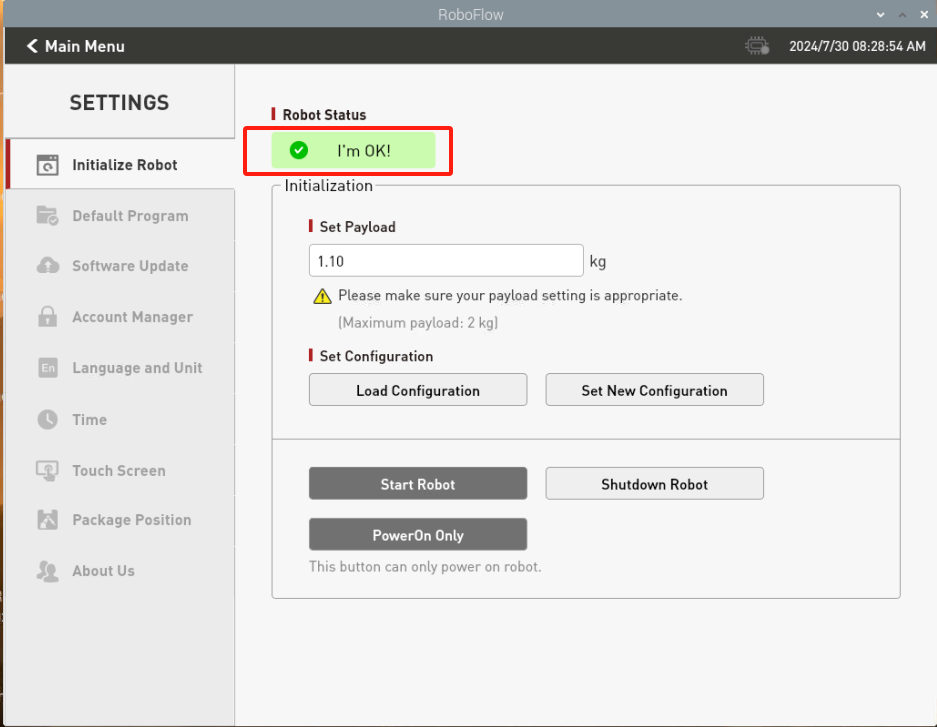 RoboFlow
Main Menu
2024/7/30 08:28:54 AM
SETTINGS
Initialize Robot
Default Program
Software Update
Account Manager
En
Language and Unit
Time
Touch Screen
Package Position
About Us
Robot Status
I'm OK!
Initialization
Set Payload
1.10 kg
Please make sure your payload setting is appropriate.
(Maximum payload: 2 kg)
Set Configuration
Load Configuration
Set New Configuration
Start Robot
Shutdown Robot
PowerOn Only
This button can only power on robot.